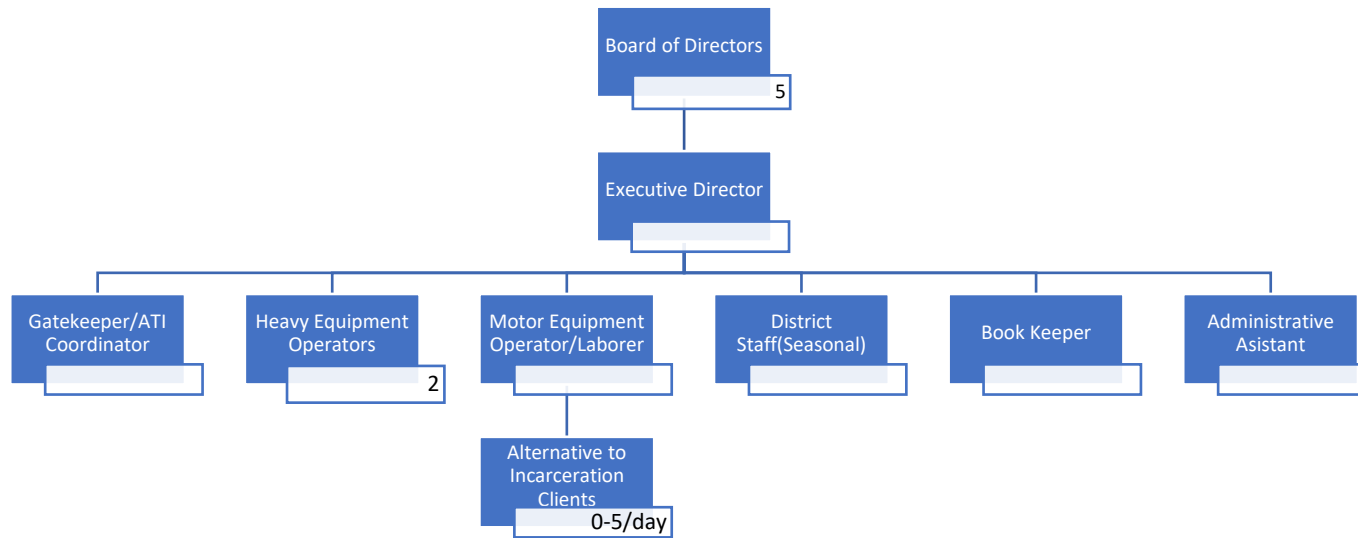 Board of Directors
5
Executive Director
Gatekeeper/ATI
Coordinator
Heavy Equipment
Operators
2
Motor Equipment
Operator/Laborer
District
Staff(Seasonal)
Book Keeper
Administrative
Asistant
Alternative to
Incarceration
Clients
0-5/day